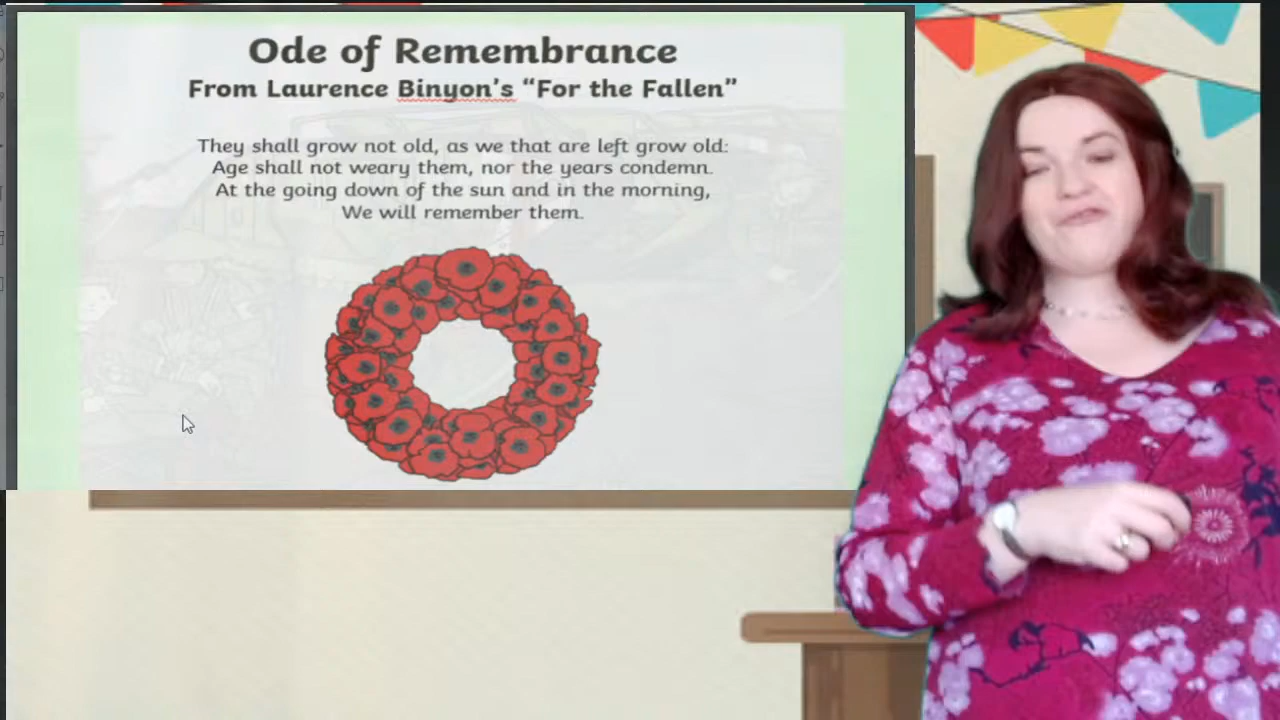 Ode of Remembrance
From Laurence Binyon's “For the Fallen”
They shall grow not old, as we that are left grow old:
Age shall not weary them, nor the years condemn.
At the going down of the sun and in the morning,
We will remember them.